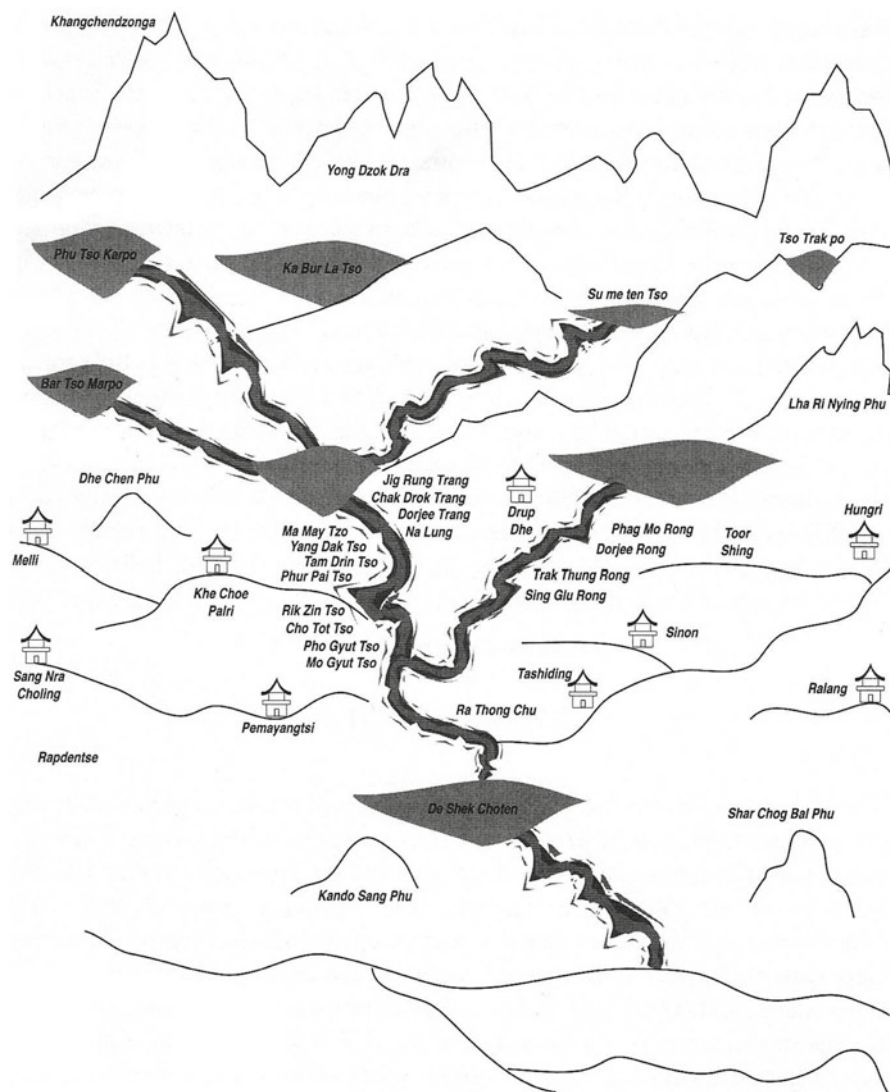 Khangchendzonga
Yong Dzok Dra
Phu Tso Karpo
Ka Bur La Tso
Tso Trak po
Su me ten Tso
Bar Tso Marpo
Lha Ri Nying Phu
Dhe Chen Phu
Jig Rung Trang
Chak Drok Trang
Dorjee Trang
Na Lung
Drup
Dhe
Phag Mo Rong
Dorjee Rong
Toor
Shing
Hungri
Melli
Ma May Tzo
Yang Dak Tso
Tam Drin Tso
Phur Pai Tso
Khe Choe
Palri
Trak Thung Rong
Sing Glu Rong
Rik Zin Tso
Cho Tot Tso
Pho Gyut Tso
Mo Gyut Tso
Sinon
Sang Nra
Choling
Tashiding
Ralang
Pemayangtsi
Ra Thong Chu
Rapdentse
De Shek Choten
Shar Chog Bal Phu
Kando Sang Phu